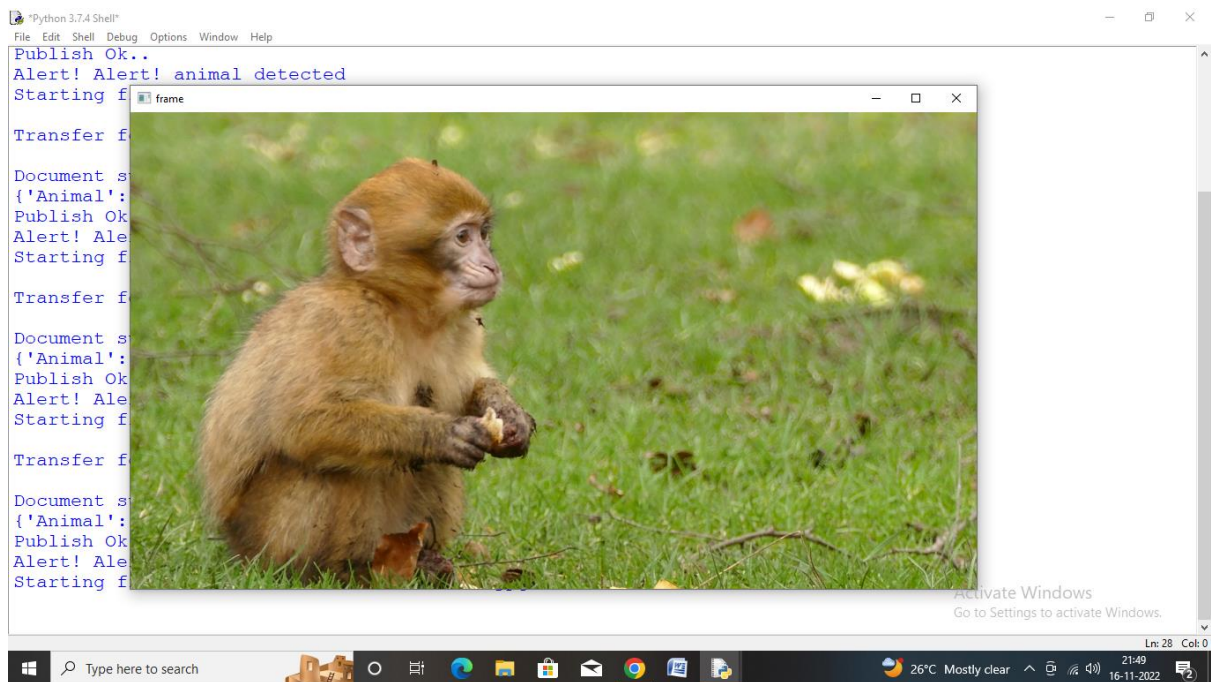 *Python 3.7.4 Shell*
File Edit Shell Debug Options Window Help
Publish Ok..
Alert! Alert! animal detected
Starting f
frame
Transfer f
Document s
{'Animal':
Publish Ok
Alert! Ale
Starting f
Transfer f
Document s
{'Animal':
Publish Ok
Alert! Ale
Starting f
Transfer f
Document s
{'Animal':
Publish Ok
Alert! Ale
Starting f
Activate Windows
Go to Settings to activate Windows.
Ln: 28 Col: 0
Type here to search
26°C Mostly clear
21:49
16-11-2022
2